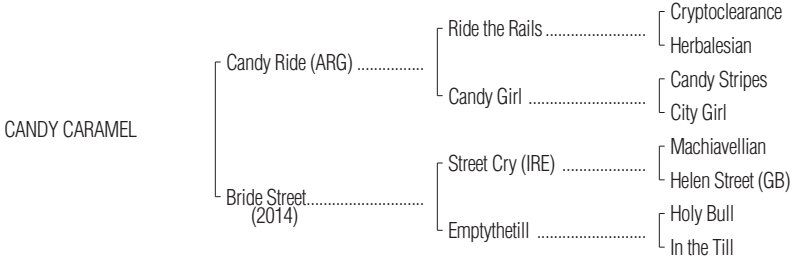 Cryptoclearance
Ride the Rails ........................
Herbalesian
Candy Ride (ARG) ................
Candy Stripes
Candy Girl ............................
City Girl
CANDY CARAMEL
Machiavellian
Street Cry (IRE) ....................
Helen Street (GB)
Bride Street............................
(2014)
Holy Bull
Emptythetill ..........................
In the Till